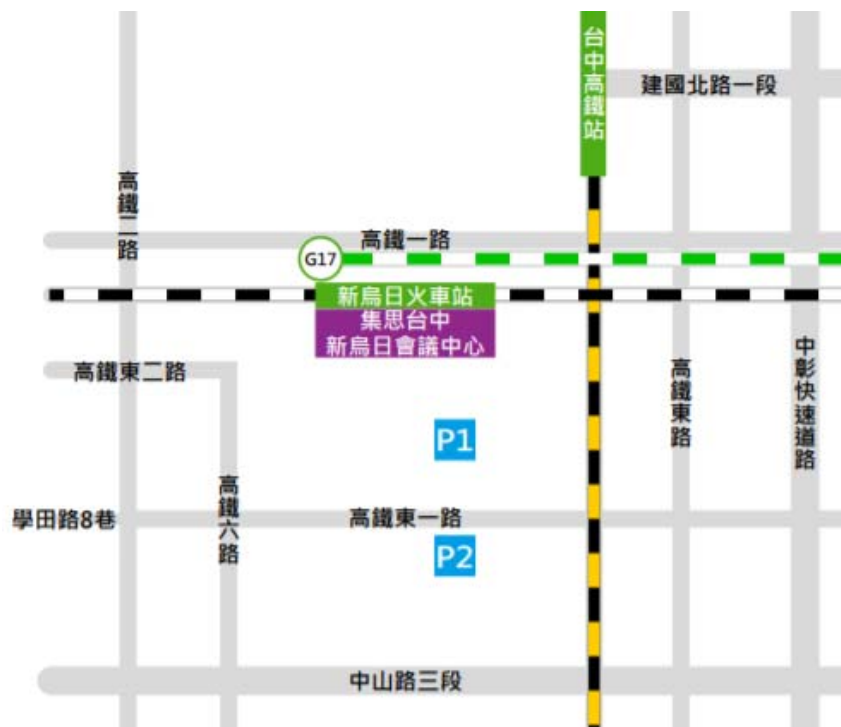 台中高鐵站
建國北路一段
高鐵二路
高鐵一路
G17
新烏日火車站
集思台中
新烏日會議中心
高鐵東二路
高鐵東路
中彰快速道路
P1
高鐵六路
學田路8巷
高鐵東一路
P2
中山路三段